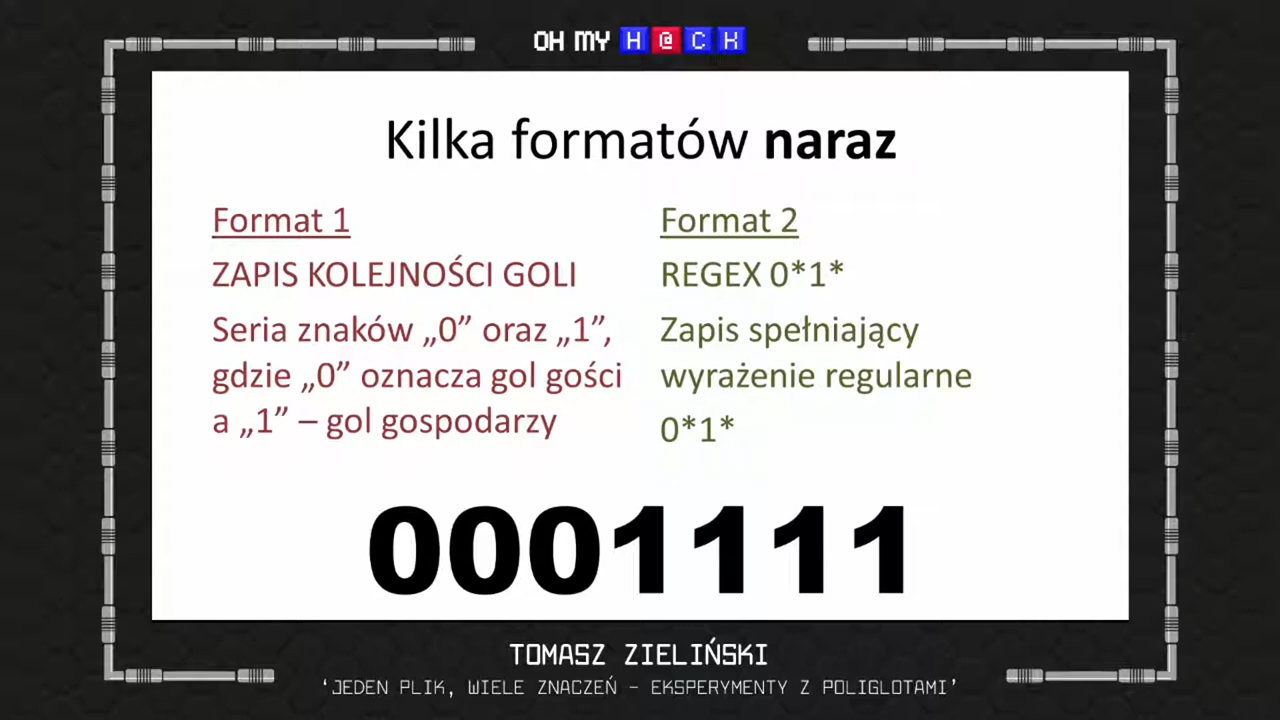 OH MY H@CK
Kilka formatów naraz
Format 1
ZAPIS KOLEJNOŚCI GOLI
Seria znaków „0” oraz „1”,
gdzie „0” oznacza gol gości
a „1” – gol gospodarzy
Format 2
REGEX 0*1*
Zapis spełniający
wyrażenie regularne
0*1*
0001111
TOMASZ ZIELIŃSKI
‘JEDEN PLIK, WIELE ZNACZEŃ – EKSPERYMENTY Z POLIGLOTAMI’